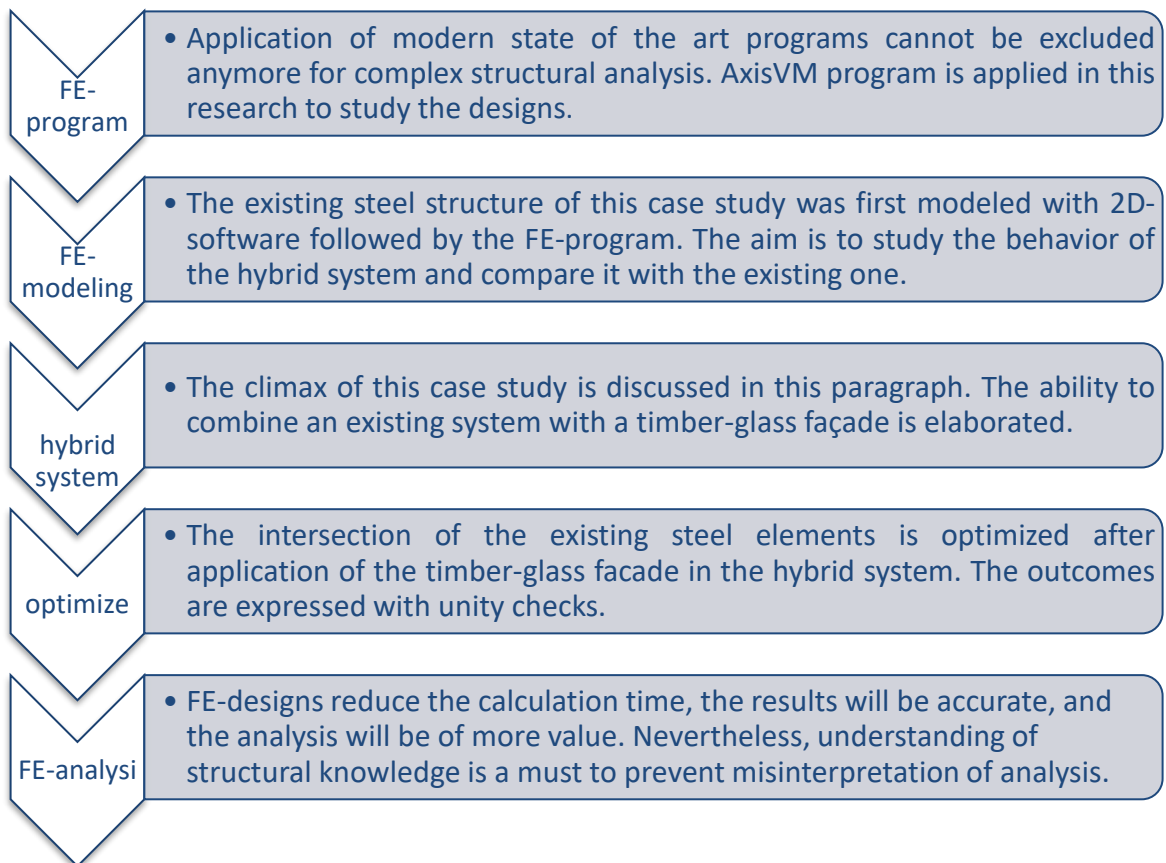 FE-
program
• Application of modern state of the art programs cannot be excluded
anymore for complex structural analysis. AxisVM program is applied in this
research to study the designs.
FE-
modeling
• The existing steel structure of this case study was first modeled with 2D-
software followed by the FE-program. The aim is to study the behavior of
the hybrid system and compare it with the existing one.
hybrid
system
• The climax of this case study is discussed in this paragraph. The ability to
combine an existing system with a timber-glass façade is elaborated.
optimize
• The intersection of the existing steel elements is optimized after
application of the timber-glass facade in the hybrid system. The outcomes
are expressed with unity checks.
FE-analysi
• FE-designs reduce the calculation time, the results will be accurate, and
the analysis will be of more value. Nevertheless, understanding of
structural knowledge is a must to prevent misinterpretation of analysis.